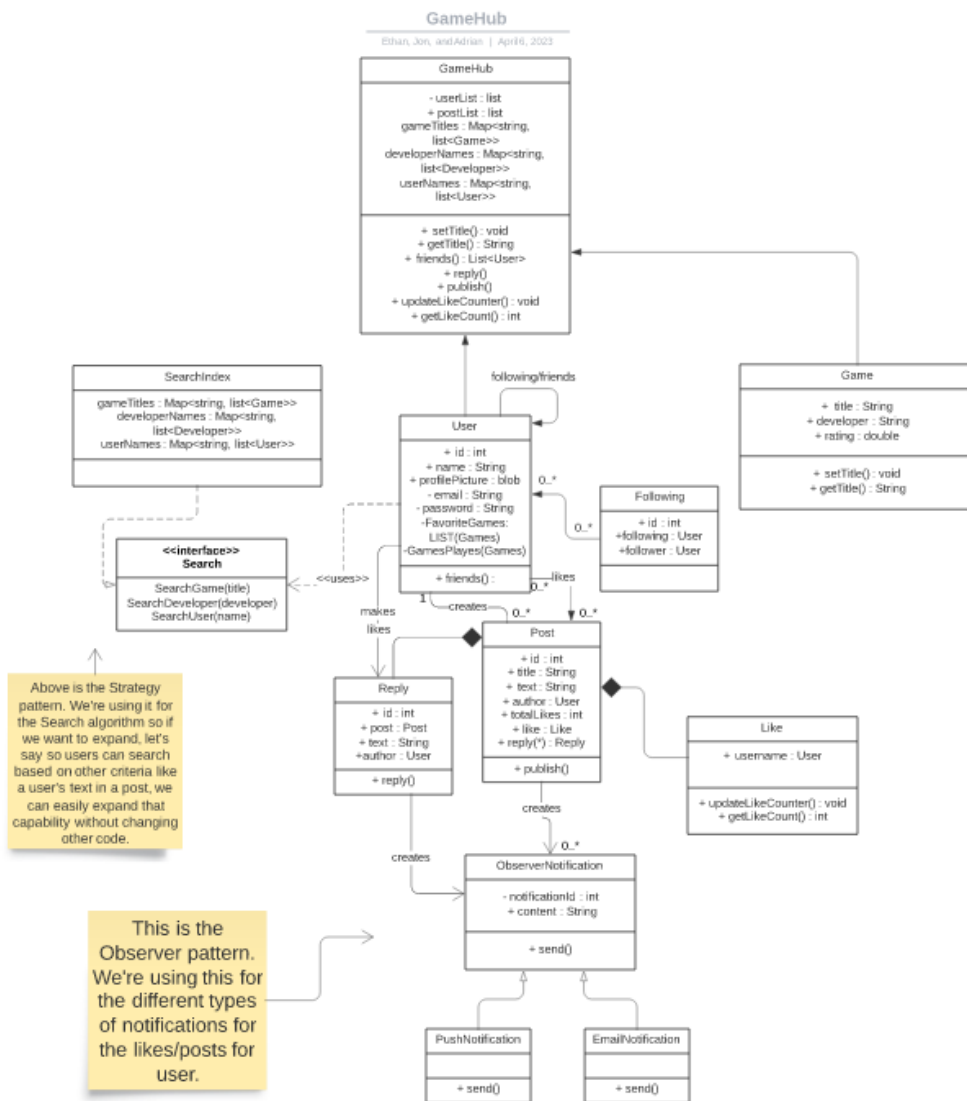 GameHub
Ethan, Jon, and Adrian | April 6, 2023
GameHub
- userList : list
+ postList : list
gameTitles : Map<string,
list<Game>>
developerNames : Map<string,
list<Developer>>
userNames : Map<string,
list<User>>
+ setTitle() : void
+ getTitle() : String
+ friends() : List<User>
+ reply()
+ publish()
+ updateLikeCounter() : void
+ getLikeCount() : int
SearchIndex
gameTitles : Map<string, list<Game>>
developerNames : Map<string,
list<Developer>>
userNames : Map<string, list<User>>
following/friends
Game
+ title : String
+ developer : String
+ rating : double
+ setTitle() : void
+ getTitle() : String
User
+ id : int
+ name : String
+ profilePicture : blob
- email : String
- password : String
-FavoriteGames:
LIST(Games)
-GamesPlayes(Games)
+ friends() :
0..*
0..*
Following
+ id : int
+following : User
+follower : User
<<interface>>
Search
SearchGame(title)
SearchDeveloper(developer)
SearchUser(name)
<<uses>>
1
creates
0..*
0..*
likes
0..*
makes
likes
Post
+ id : int
+ title : String
+ text : String
+ author : User
+ totalLikes : int
+ like : Like
+ reply(*) : Reply
+ publish()
Reply
+ id : int
+ post : Post
+ text : String
+author : User
+ reply()
Like
+ username : User
+ updateLikeCounter() : void
+ getLikeCount() : int
Above is the Strategy
pattern. We're using it for
the Search algorithm so if
we want to expand, let's
say so users can search
based on other criteria like
a user's text in a post, we
can easily expand that
capability without changing
other code.
creates
0..*
creates
ObserverNotification
- notificationId : int
+ content : String
+ send()
This is the
Observer pattern.
We're using this for
the different types
of notifications for
the likes/posts for
user.
PushNotification
+ send()
EmailNotification
+ send()